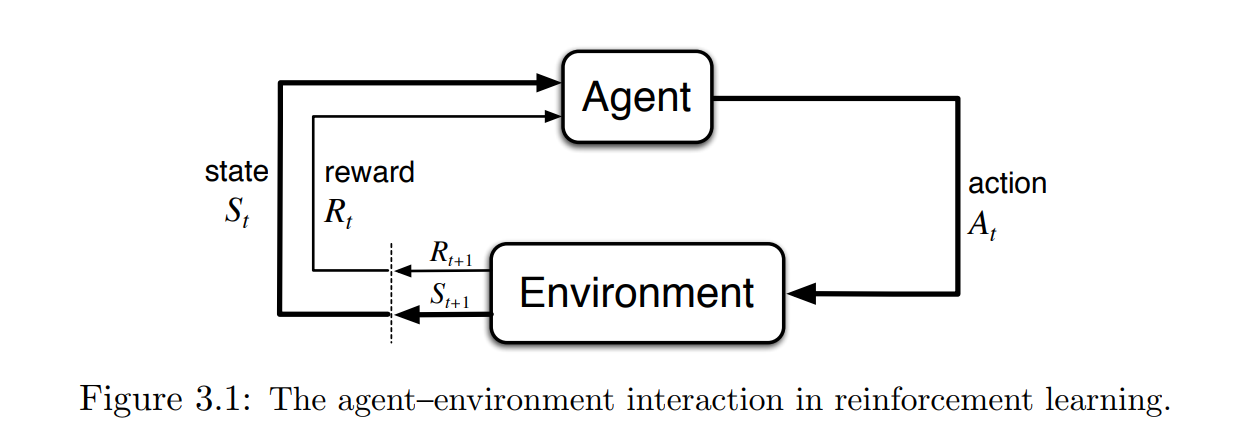 Agent
state
S_t
reward
R_t
action
A_t
R_{t+1}
S_{t+1}
Environment
Figure 3.1: The agent–environment interaction in reinforcement learning.